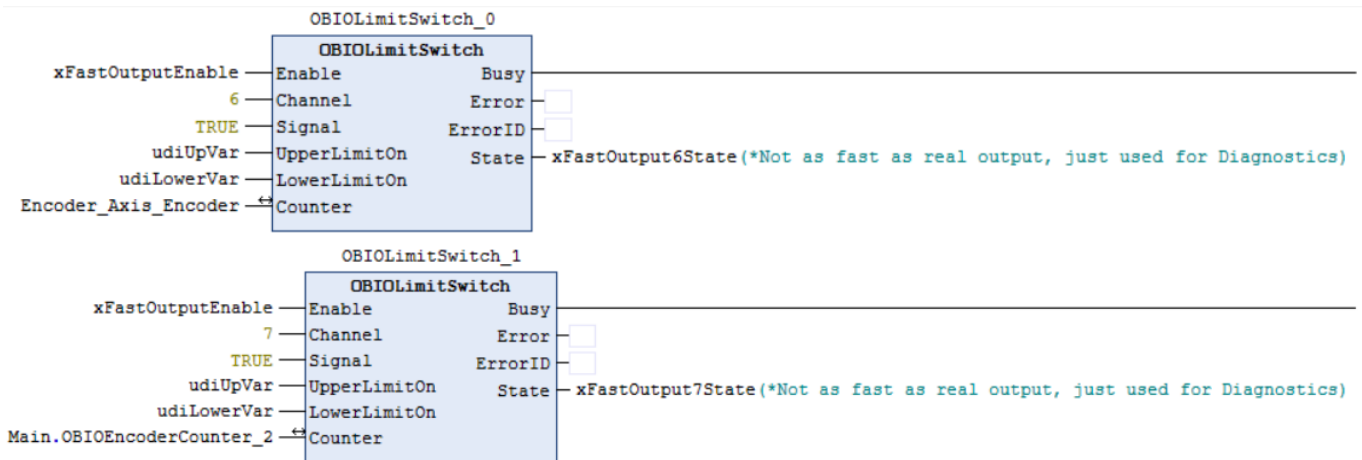 OBIOLimitSwitch_0
OBIOLimitSwitch
xFastOutputEnable Enable Busy
6 Channel Error
TRUE Signal ErrorID
udiUpVar UpperLimitOn State xFastOutput6State(*Not as fast as real output, just used for Diagnostics)
udiLowerVar LowerLimitOn
Encoder_Axis_Encoder Counter
OBIOLimitSwitch_1
OBIOLimitSwitch
xFastOutputEnable Enable Busy
7 Channel Error
TRUE Signal ErrorID
udiUpVar UpperLimitOn State xFastOutput7State(*Not as fast as real output, just used for Diagnostics)
udiLowerVar LowerLimitOn
Main.OBIOEncoderCounter_2 Counter